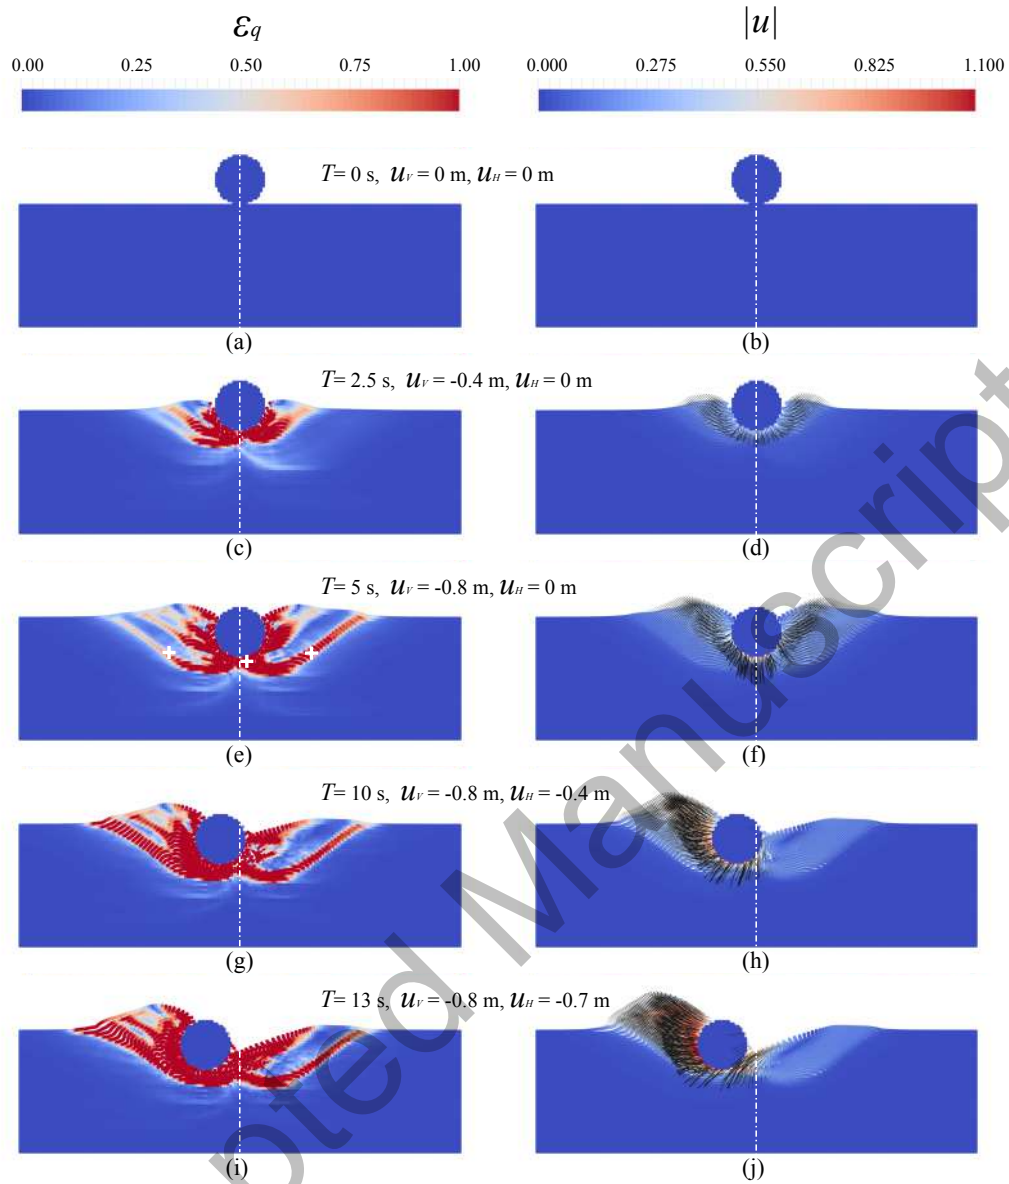 εq |u|
0.00 0.25 0.50 0.75 1.00 0.000 0.275 0.550 0.825 1.100
T= 0 s, uV = 0 m, uH = 0 m
(a) (b)
T= 2.5 s, uV = -0.4 m, uH = 0 m
(c) (d)
T= 5 s, uV = -0.8 m, uH = 0 m
(e) (f)
T= 10 s, uV = -0.8 m, uH = -0.4 m
(g) (h)
T= 13 s, uV = -0.8 m, uH = -0.7 m
(i) (j)
pted Manuscript